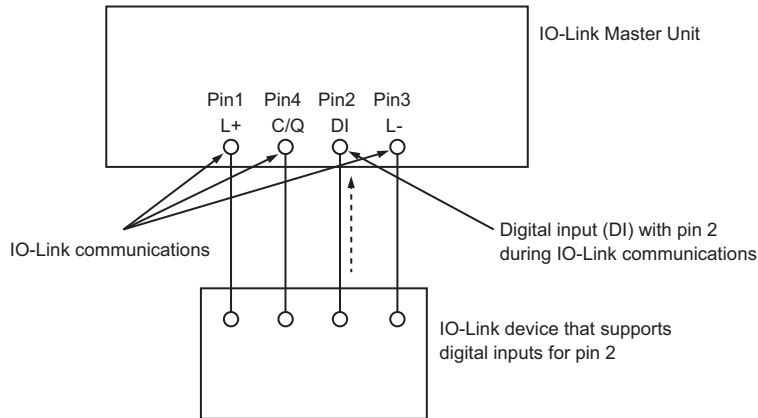 IO-Link Master Unit
Pin1 Pin4 Pin2 Pin3
L+ C/Q DI L-
IO-Link communications
Digital input (DI) with pin 2
during IO-Link communications
IO-Link device that supports
digital inputs for pin 2